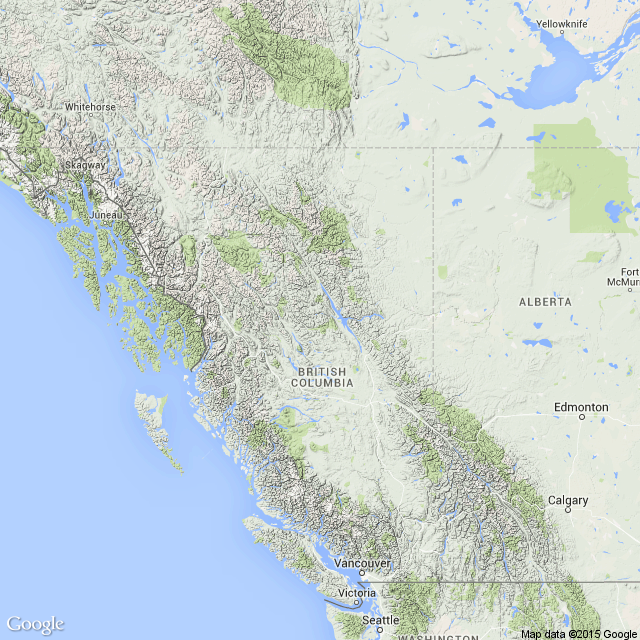 Yellowknife
Whitehorse
Skagway
Juneau
Fort
McMurr
ALBERTA
BRITISH
COLUMBIA
Edmonton
Calgary
Vancouver
Victoria
Seattle
WASHINGTON
Google
Map data ©2015 Google